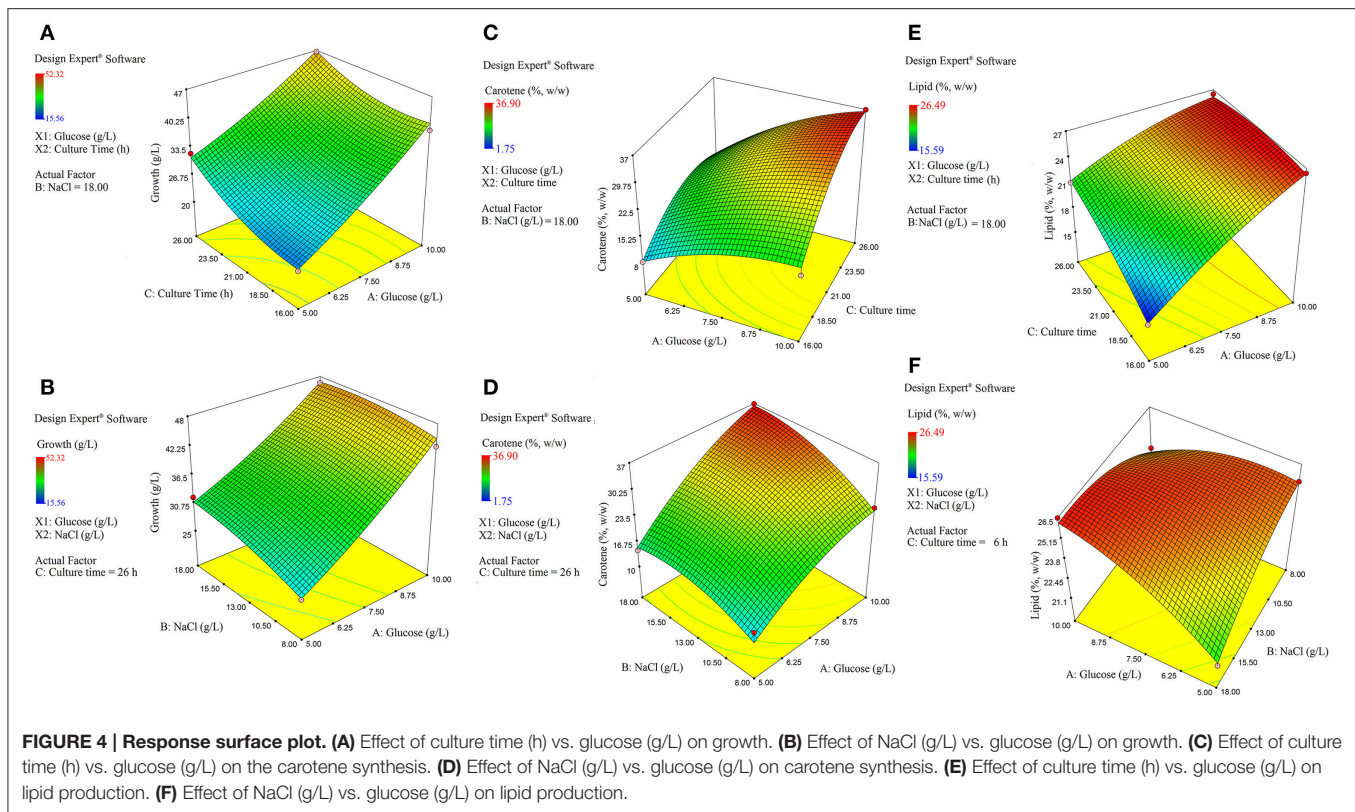 A
Design Expert® Software
52.32
15.56
X1: Glucose (g/L)
X2: Culture Time (h)
Actual Factor
B: NaCl = 18.00
47
40.25
33.5
26.75
20
Growth (g/L)
26.00
23.50
21.00
18.50
16.00
C: Culture Time (h)
5.00
6.25
7.50
8.75
10.00
A: Glucose (g/L)
C
Design Expert® Software
Carotene (%, w/w)
36.90
1.75
X1: Glucose (g/L)
X2: Culture time
Actual Factor
B: NaCl (g/L) = 18.00
37
29.75
22.5
15.25
8
Carotene (%, w/w)
5.00
6.25
7.50
8.75
10.00
A: Glucose (g/L)
16.00
18.50
21.00
23.50
26.00
C: Culture time
E
Design Expert® Software
Lipid (%, w/w)
26.49
15.59
X1: Glucose (g/L)
X2: Culture time (h)
Actual Factor
B:NaCl (g/L) = 18.00
27
24
21
18
15
Lipid (%, w/w)
26.00
23.50
21.00
18.50
16.00
C: Culture time
5.00
6.25
7.50
8.75
10.00
A: Glucose (g/L)
B
Design Expert® Software
Growth (g/L)
52.32
15.56
X1: Glucose (g/L)
X2: NaCl (g/L)
Actual Factor
C: Culture time = 26 h
48
42.25
36.5
30.75
25
Growth (g/L)
18.00
15.50
13.00
10.50
8.00
B: NaCl (g/L)
5.00
6.25
7.50
8.75
10.00
A: Glucose (g/L)
D
Design Expert® Software
Carotene (%, w/w)
36.90
1.75
X1: Glucose (g/L)
X2: NaCl (g/L)
Actual Factor
C: Culture time = 26 h
37
30.25
23.5
16.75
10
Carotene (%, w/w)
18.00
15.50
13.00
10.50
8.00
B: NaCl (g/L)
5.00
6.25
7.50
8.75
10.00
A: Glucose (g/L)
F
Design Expert® Software
Lipid (%, w/w)
26.49
15.59
X1: Glucose (g/L)
X2: NaCl (g/L)
Actual Factor
C: Culture time = 6 h
26.5
25.15
23.8
22.45
21.1
Lipid (%, w/w)
10.00
8.75
7.50
6.25
5.00
A: Glucose (g/L)
18.00
15.50
13.00
10.50
8.00
B: NaCl (g/L)
FIGURE 4 | Response surface plot. (A) Effect of culture time (h) vs. glucose (g/L) on growth. (B) Effect of NaCl (g/L) vs. glucose (g/L) on growth. (C) Effect of culture
time (h) vs. glucose (g/L) on the carotene synthesis. (D) Effect of NaCl (g/L) vs. glucose (g/L) on carotene synthesis. (E) Effect of culture time (h) vs. glucose (g/L) on
lipid production. (F) Effect of NaCl (g/L) vs. glucose (g/L) on lipid production.